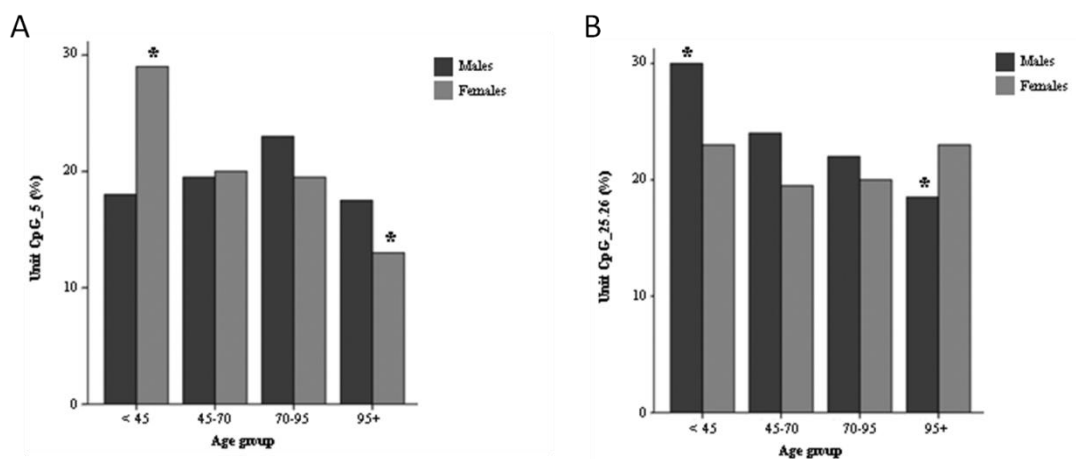 A
Unit CpG_5 (%)
30
20
10
0
*
*
Males
Females
< 45
45-70
70-95
95+
Age group
B
Unit CpG_25.26 (%)
30
20
10
0
*
*
Males
Females
< 45
45-70
70-95
95+
Age group